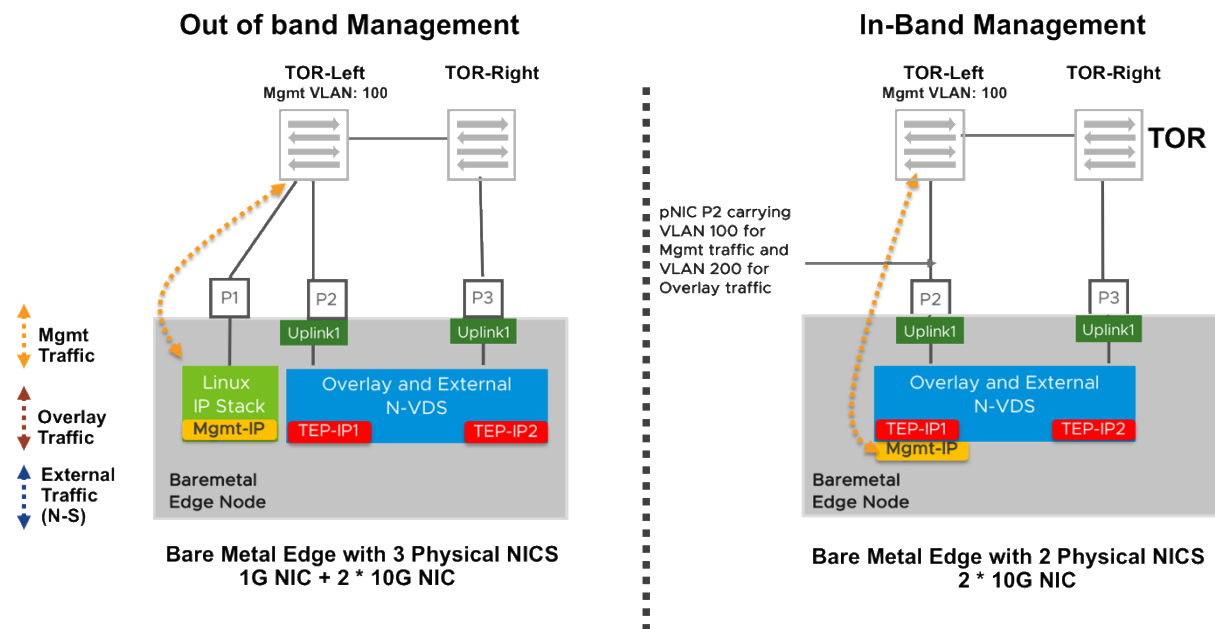 Out of band Management
TOR-Left
Mgmt VLAN: 100
TOR-Right
P1
P2
P3
Uplink1
Uplink1
Linux
IP Stack
Mgmt-IP
Overlay and External
N-VDS
TEP-IP1
TEP-IP2
Baremetal
Edge Node
Mgmt
Traffic
Overlay
Traffic
External
Traffic
(N-S)
Bare Metal Edge with 3 Physical NICS
1G NIC + 2 * 10G NIC
In-Band Management
TOR-Left
Mgmt VLAN: 100
TOR-Right
TOR
pNIC P2 carrying
VLAN 100 for
Mgmt traffic and
VLAN 200 for
Overlay traffic
P2
P3
Uplink1
Uplink1
Overlay and External
N-VDS
TEP-IP1
TEP-IP2
Mgmt-IP
Baremetal
Edge Node
Bare Metal Edge with 2 Physical NICS
2 * 10G NIC